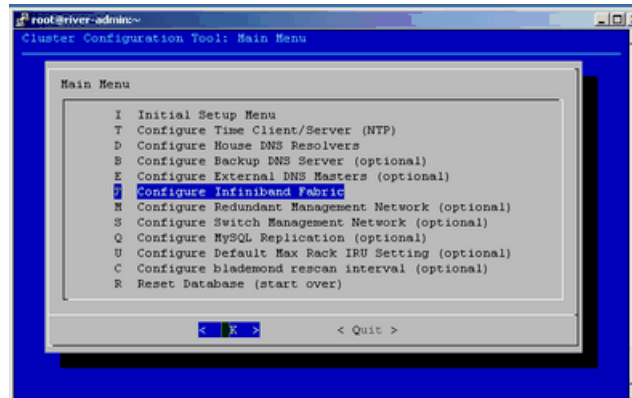 root@river-admin:~
Cluster Configuration Tool: Main Menu
Main Menu
I Initial Setup Menu
T Configure Time Client/Server (NTP)
D Configure House DNS Resolvers
B Configure Backup DNS Server (optional)
E Configure External DNS Masters (optional)
F Configure Infiniband Fabric
M Configure Redundant Management Network (optional)
S Configure Switch Management Network (optional)
Q Configure MySQL Replication (optional)
U Configure Default Max Rack IRU Setting (optional)
C Configure blademond rescan interval (optional)
R Reset Database (start over)
< OK > < Quit >